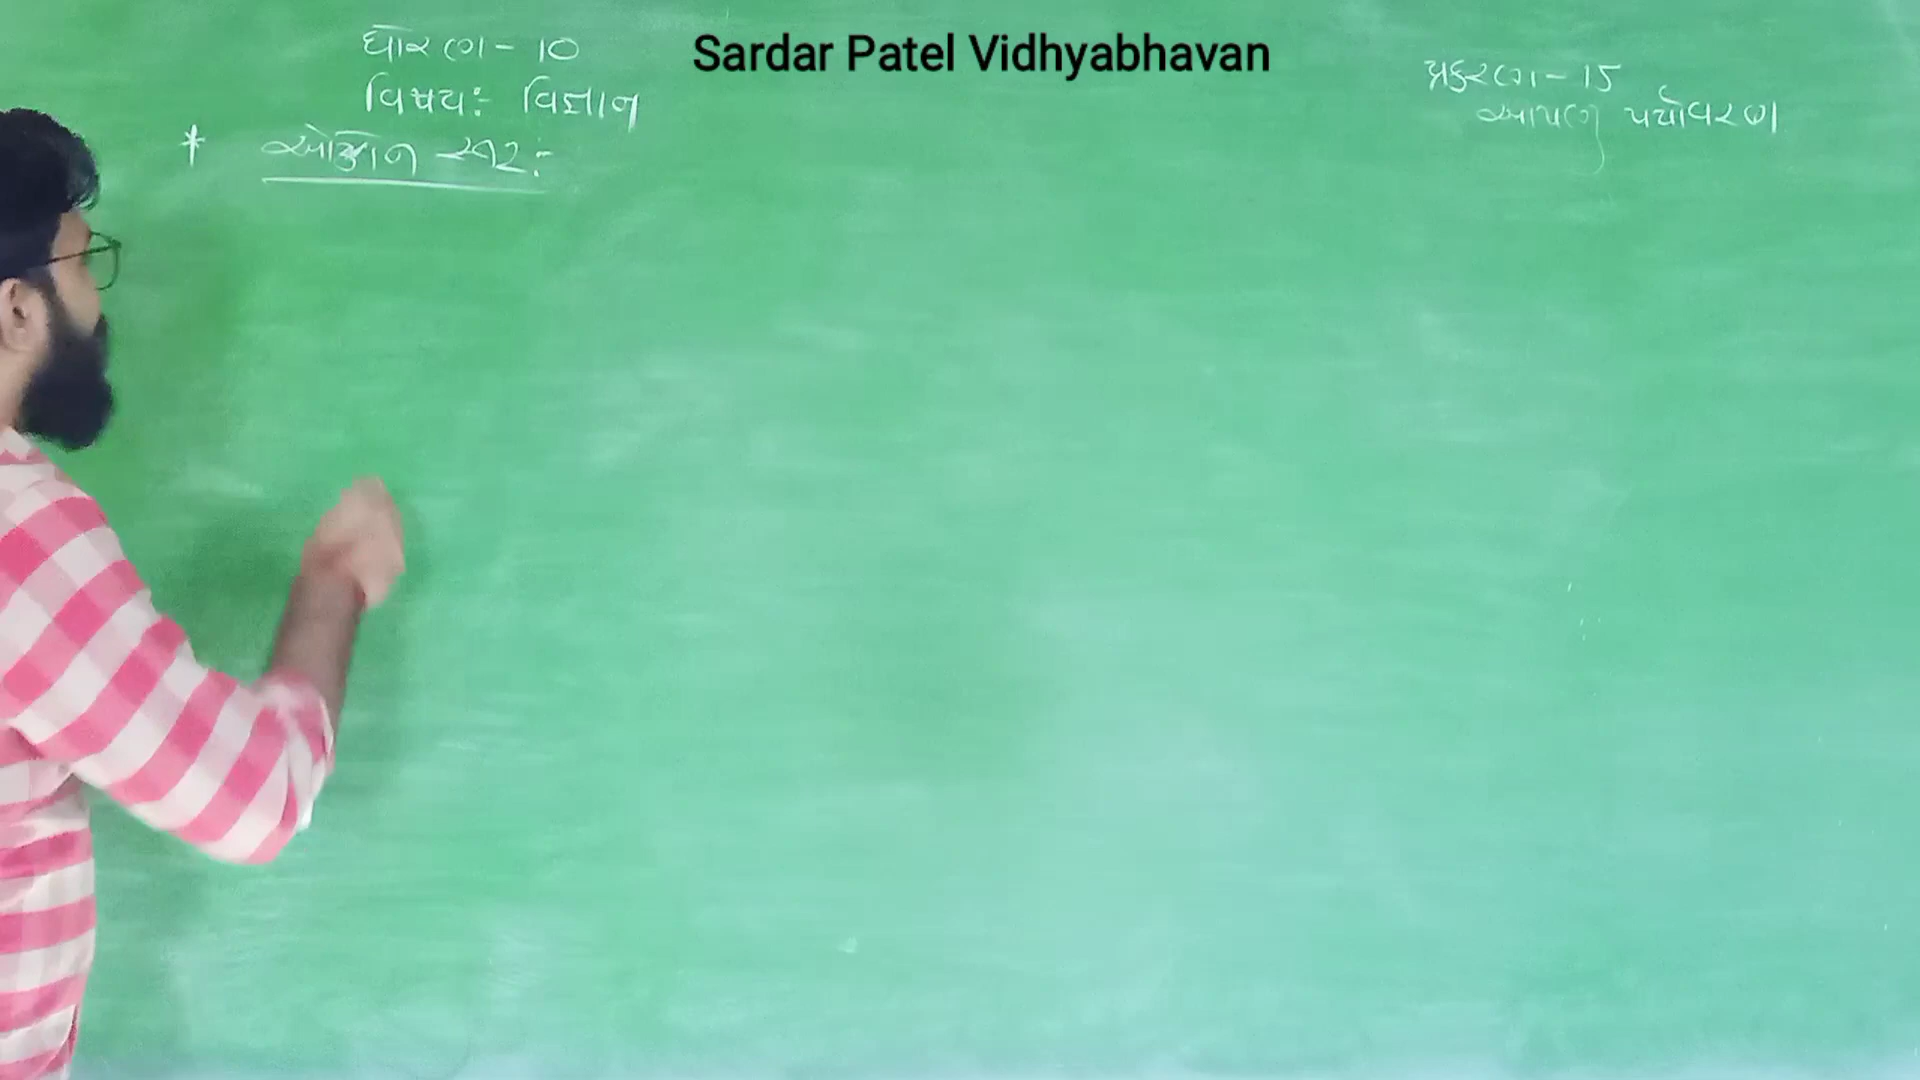 Sardar Patel Vidhyabhavan
ધોરણ - 10
વિષય :- વિજ્ઞાન
* ઓઝોન સ્તર :-
પ્રકરણ - 15
આપણું પર્યાવરણ